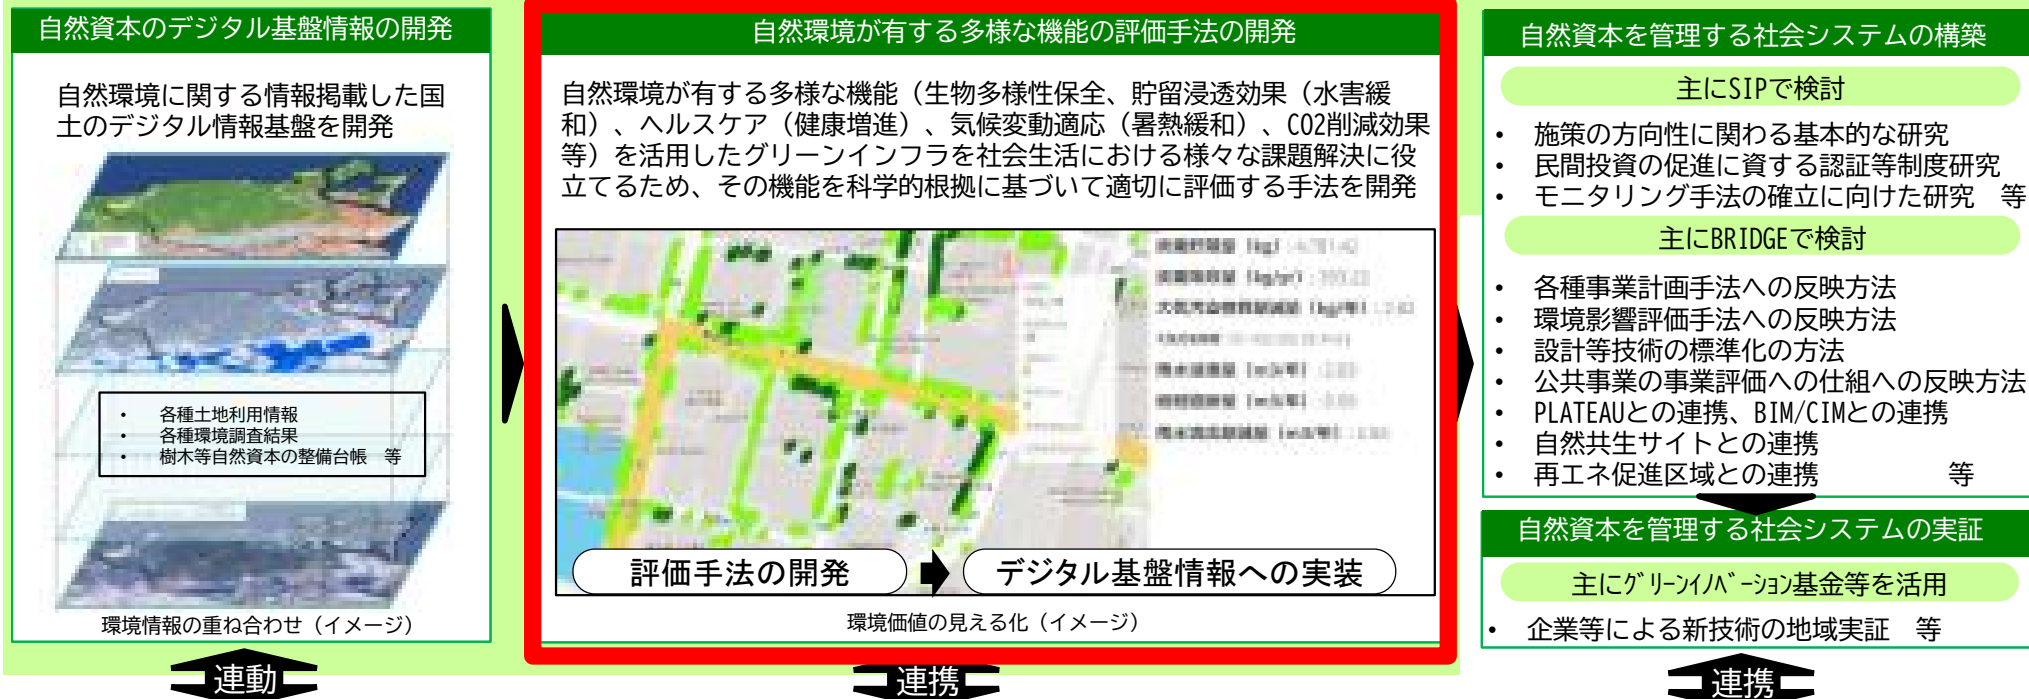 自然資本のデジタル基盤情報の開発
自然環境に関する情報掲載した国
土のデジタル情報基盤を開発
• 各種土地利用情報
• 各種環境調査結果
• 樹木等自然資本の整備台帳　等
環境情報の重ね合わせ（イメージ）
連動
自然環境が有する多様な機能の評価手法の開発
自然環境が有する多様な機能（生物多様性保全、貯留浸透効果（水害緩
和）、ヘルスケア（健康増進）、気候変動適応（暑熱緩和）、CO2削減効果
等）を活用したグリーンインフラを社会生活における様々な課題解決に役
立てるため、その機能を科学的根拠に基づいて適切に評価する手法を開発
評価手法の開発
デジタル基盤情報への実装
環境価値の見える化（イメージ）
連携
自然資本を管理する社会システムの構築
主にSIPで検討
• 施策の方向性に関わる基本的な研究
• 民間投資の促進に資する認証等制度研究
• モニタリング手法の確立に向けた研究　等
主にBRIDGEで検討
• 各種事業計画手法への反映方法
• 環境影響評価手法への反映方法
• 設計等技術の標準化の方法
• 公共事業の事業評価への仕組への反映方法
• PLATEAUとの連携、BIM/CIMとの連携
• 自然共生サイトとの連携
• 再エネ促進区域との連携　　　　　等
自然資本を管理する社会システムの実証
主にｸﾞﾘｰﾝｲﾉﾍﾞｰｼｮﾝ基金等を活用
• 企業等による新技術の地域実証　等
連携